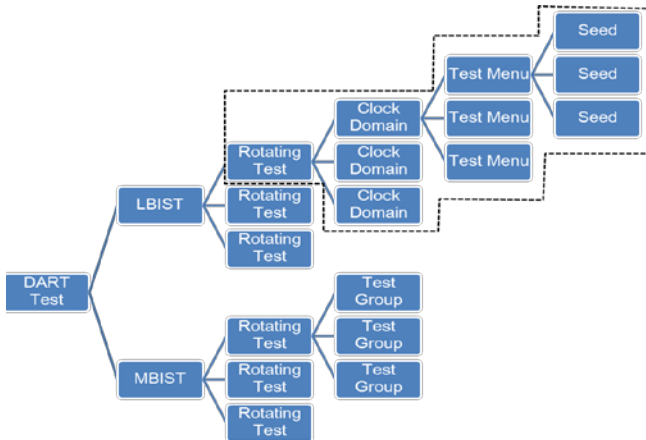 Seed
Test Menu
Seed
Clock
Domain
Test Menu
Seed
Rotating
Test
Clock
Domain
Test Menu
LBIST
Rotating
Test
Clock
Domain
Rotating
Test
DART
Test
Test
Group
Rotating
Test
Test
Group
MBIST
Rotating
Test
Test
Group
Rotating
Test